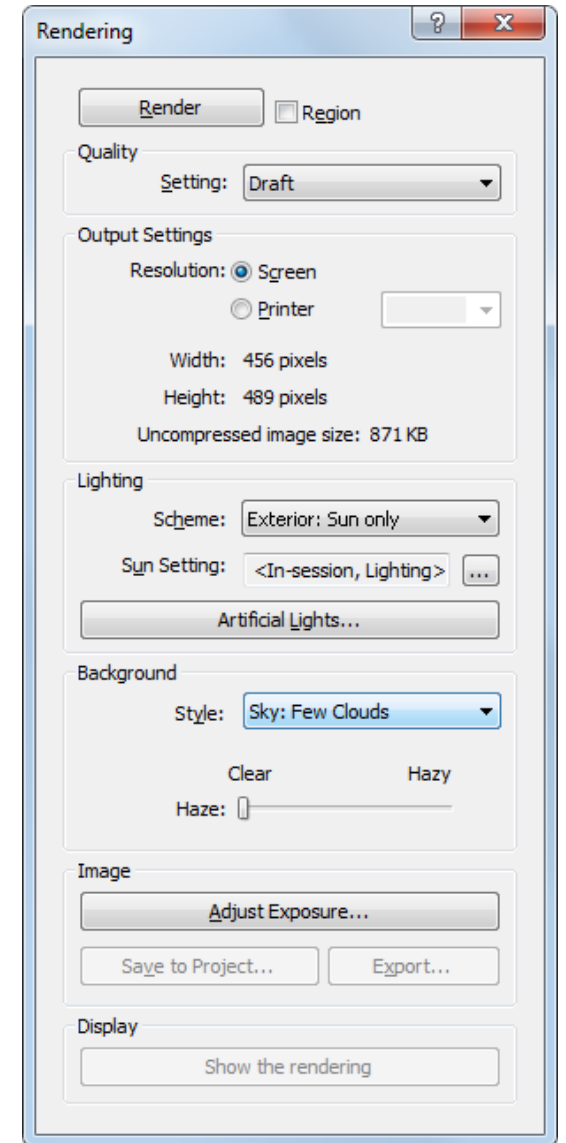 Rendering
Render Region
Quality
Setting: Draft
Output Settings
Resolution: Screen
Printer
Width: 456 pixels
Height: 489 pixels
Uncompressed image size: 871 KB
Lighting
Scheme: Exterior: Sun only
Sun Setting: <In-session, Lighting> ...
Artificial Lights...
Background
Style: Sky: Few Clouds
Clear Hazy
Haze:
Image
Adjust Exposure...
Save to Project... Export...
Display
Show the rendering